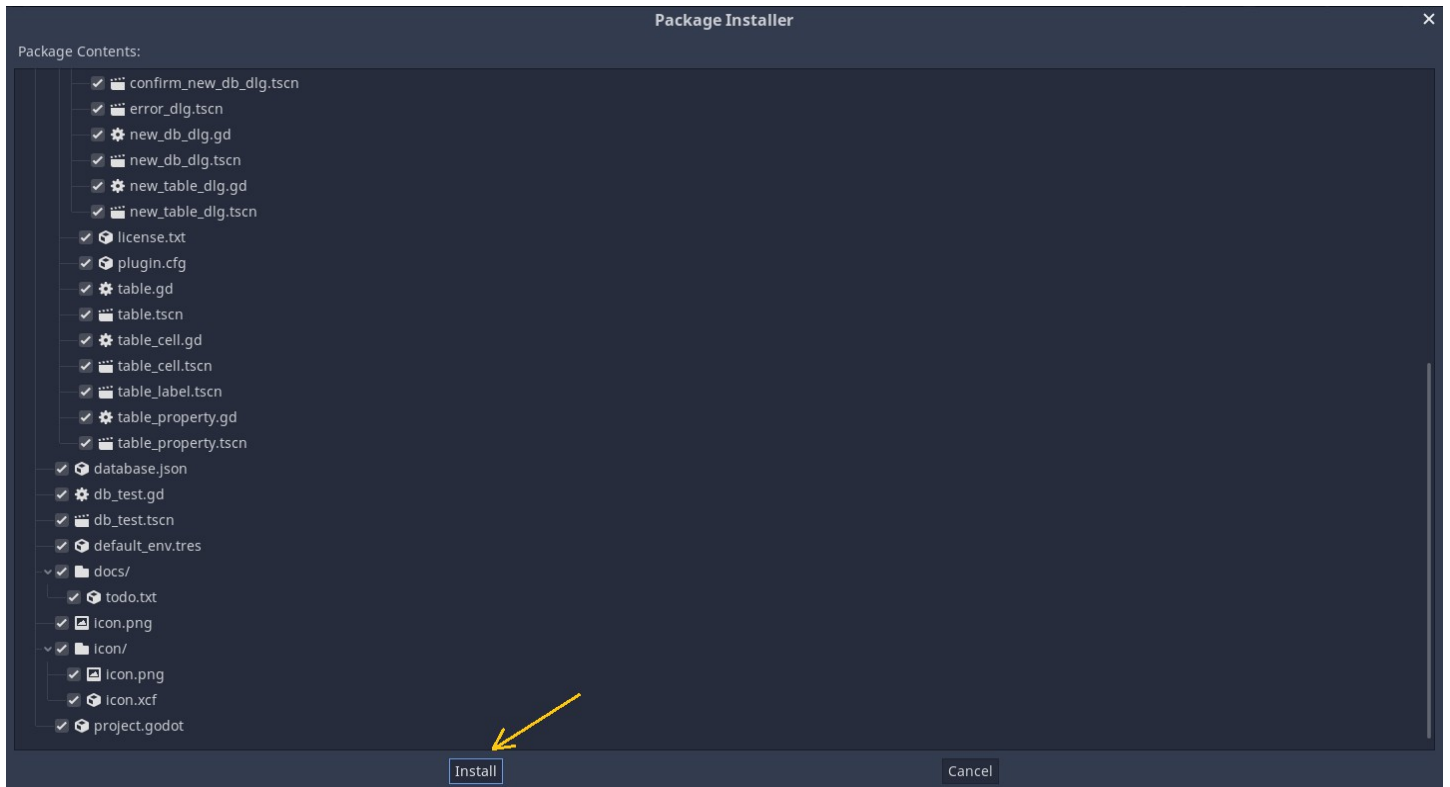 Package Installer
Package Contents:
confirm_new_db_dlg.tscn
error_dlg.tscn
new_db_dlg.gd
new_db_dlg.tscn
new_table_dlg.gd
new_table_dlg.tscn
license.txt
plugin.cfg
table.gd
table.tscn
table_cell.gd
table_cell.tscn
table_label.tscn
table_property.gd
table_property.tscn
database.json
db_test.gd
db_test.tscn
default_env.tres
docs/
todo.txt
icon.png
icon/
icon.png
icon.xcf
project.godot
Install Cancel